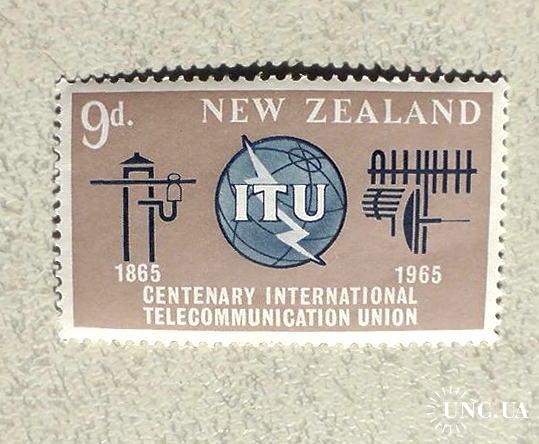 9d. NEW ZEALAND
ITU
1865 1965
CENTENARY INTERNATIONAL
TELECOMMUNICATION UNION
UNC.UA